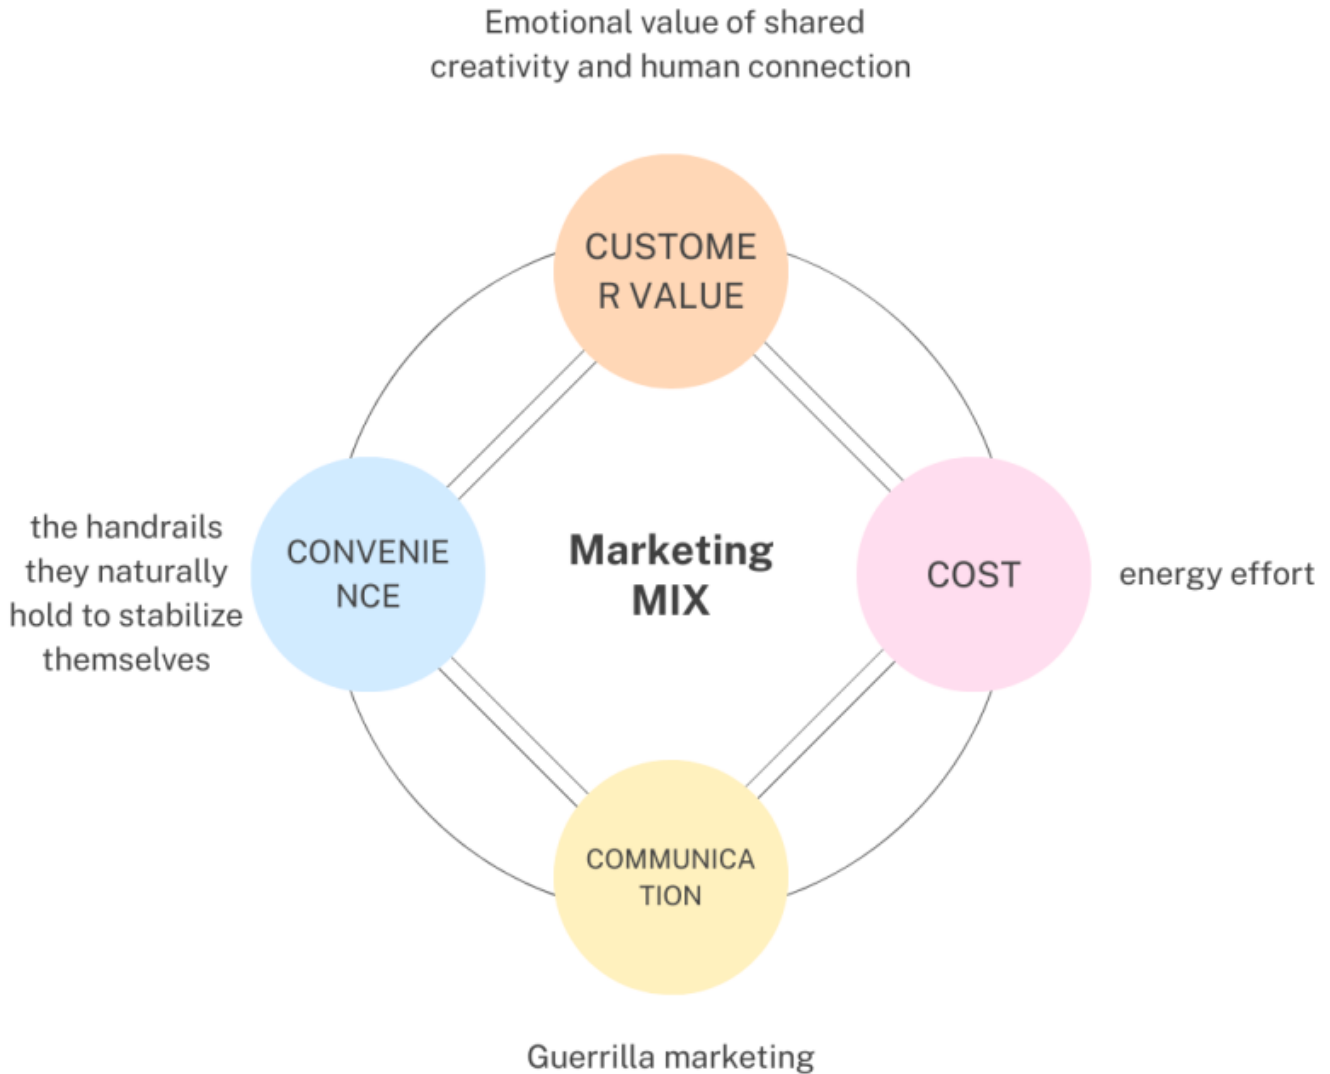 Emotional value of shared
creativity and human connection
CUSTOME
R VALUE
the handrails
they naturally
hold to stabilize
themselves
CONVENIE
NCE
Marketing
MIX
COST
energy effort
COMMUNICA
TION
Guerrilla marketing